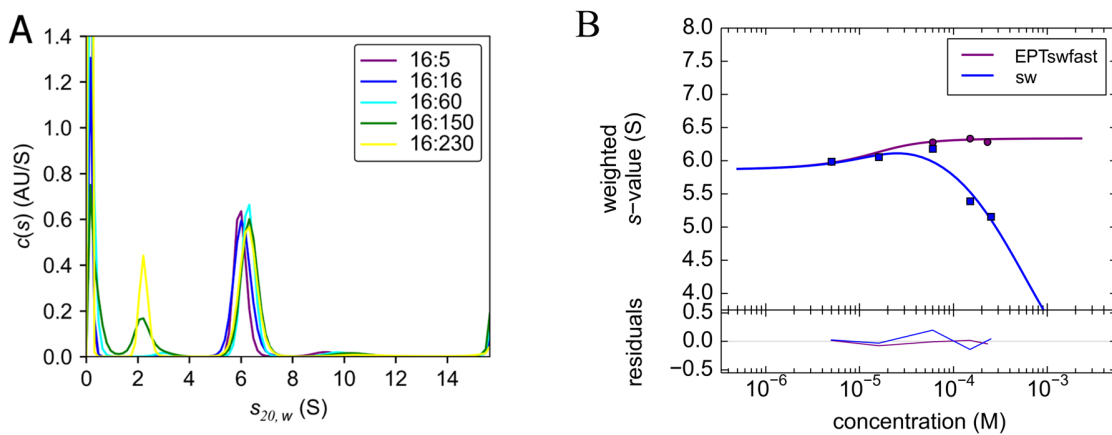 A
1.4
1.2
1.0
0.8
0.6
0.4
0.2
0.0
c(s) (AU/S)
16:5
16:16
16:60
16:150
16:230
0 2 4 6 8 10 12 14
s20,w (S)
B
8.0
7.5
7.0
6.5
6.0
5.5
5.0
4.5
4.0
weighted
s−value (S)
EPTswfast
sw
0.5
0.0
−0.5
residuals
10−6 10−5 10−4 10−3
concentration (M)